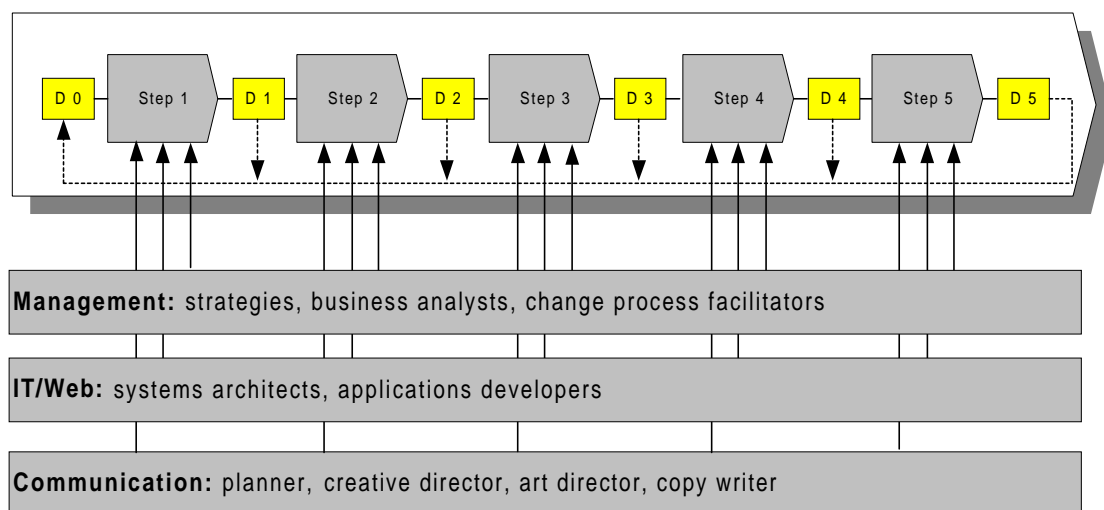 D 0 Step 1 D 1 Step 2 D 2 Step 3 D 3 Step 4 D 4 Step 5 D 5
Management: strategies, business analysts, change process facilitators
IT/Web: systems architects, applications developers
Communication: planner, creative director, art director, copy writer